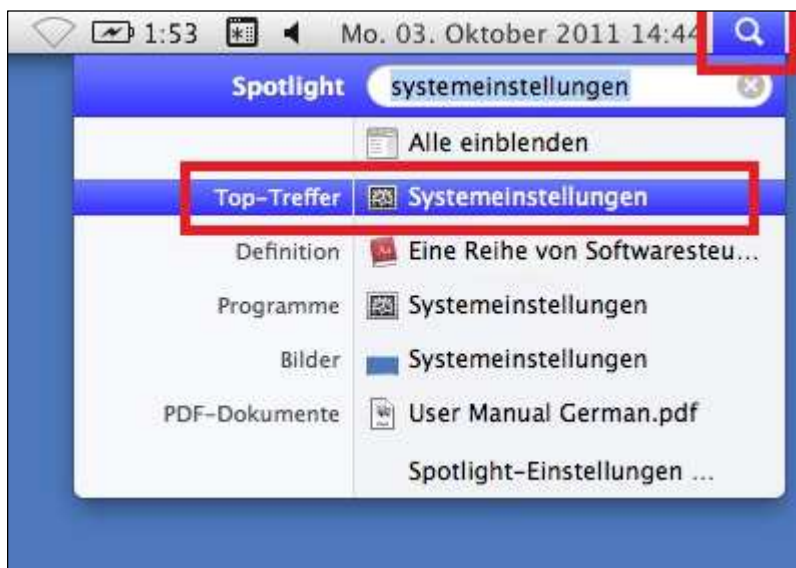 1:53 Mo. 03. Oktober 2011 14:44
Spotlight systemeinstellungen
Alle einblenden
Top-Treffer Systemeinstellungen
Definition Eine Reihe von Softwaresteu...
Programme Systemeinstellungen
Bilder Systemeinstellungen
PDF-Dokumente User Manual German.pdf
Spotlight-Einstellungen ...